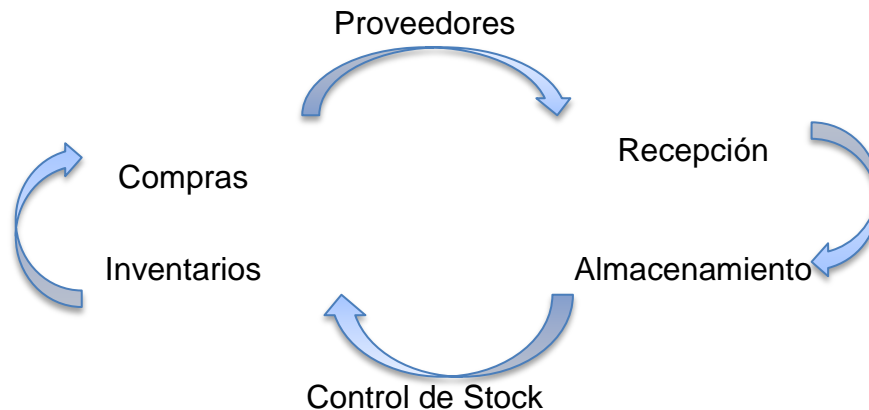 Proveedores
Recepción
Compras
Inventarios
Almacenamiento
Control de Stock